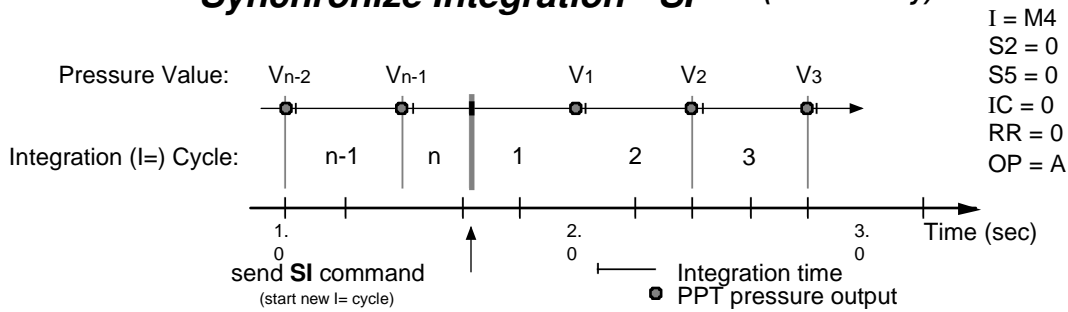 Synchronize Integration - SI
I = M4
S2 = 0
S5 = 0
IC = 0
RR = 0
OP = A
Pressure Value: Vn-2 Vn-1 V1 V2 V3
Integration (I=) Cycle: n-1 n 1 2 3
1.0 2.0 3.0 Time (sec)
send SI command
(start new I= cycle)
Integration time
PPT pressure output